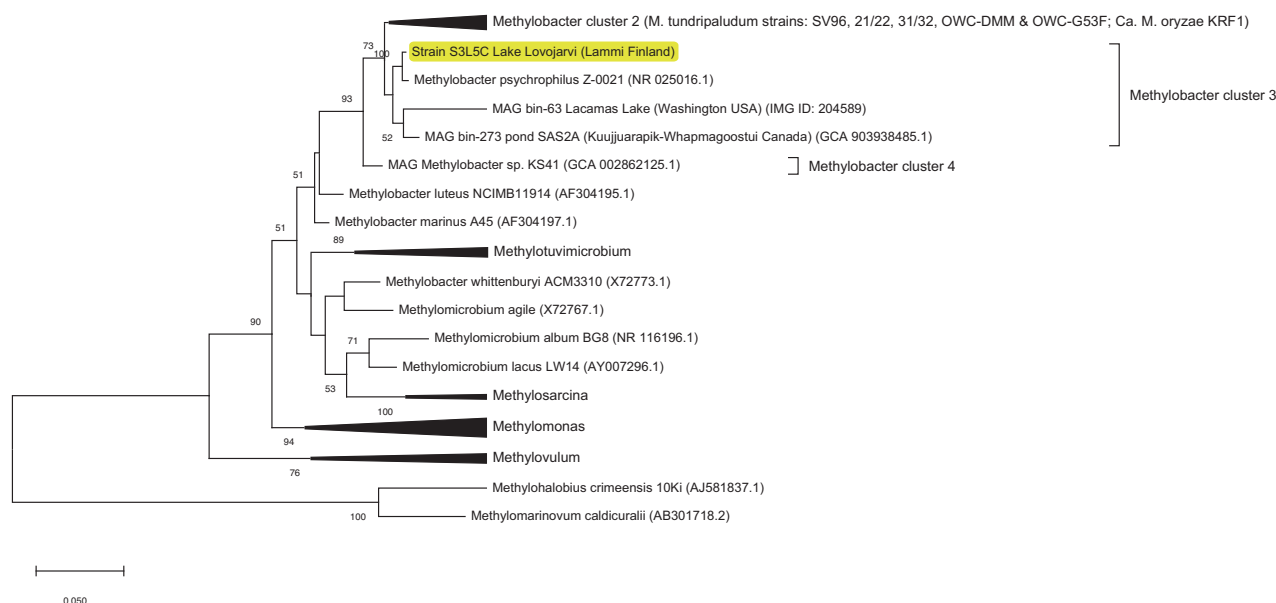 Methylobacter cluster 2 (M. tundripaludum strains: SV96, 21/22, 31/32, OWC-DMM & OWC-G53F; Ca. M. oryzae KRF1)
73
100
Strain S3L5C Lake Lovojarvi (Lammi Finland)
Methylobacter psychrophilus Z-0021 (NR 025016.1)
Methylobacter cluster 3
93
MAG bin-63 Lacamas Lake (Washington USA) (IMG ID: 204589)
52
MAG bin-273 pond SAS2A (Kuujjuarapik-Whapmagoostui Canada) (GCA 903938485.1)
MAG Methylobacter sp. KS41 (GCA 002862125.1)
Methylobacter cluster 4
51
Methylobacter luteus NCIMB11914 (AF304195.1)
Methylobacter marinus A45 (AF304197.1)
51
89
Methylotuvimicrobium
Methylobacter whittenburyi ACM3310 (X72773.1)
Methylomicrobium agile (X72767.1)
90
71
Methylomicrobium album BG8 (NR 116196.1)
Methylomicrobium lacus LW14 (AY007296.1)
53
Methylosarcina
100
Methylomonas
94
Methylovulum
76
Methylohalobius crimeensis 10Ki (AJ581837.1)
100
Methylomarinovum caldicuralii (AB301718.2)
0.050